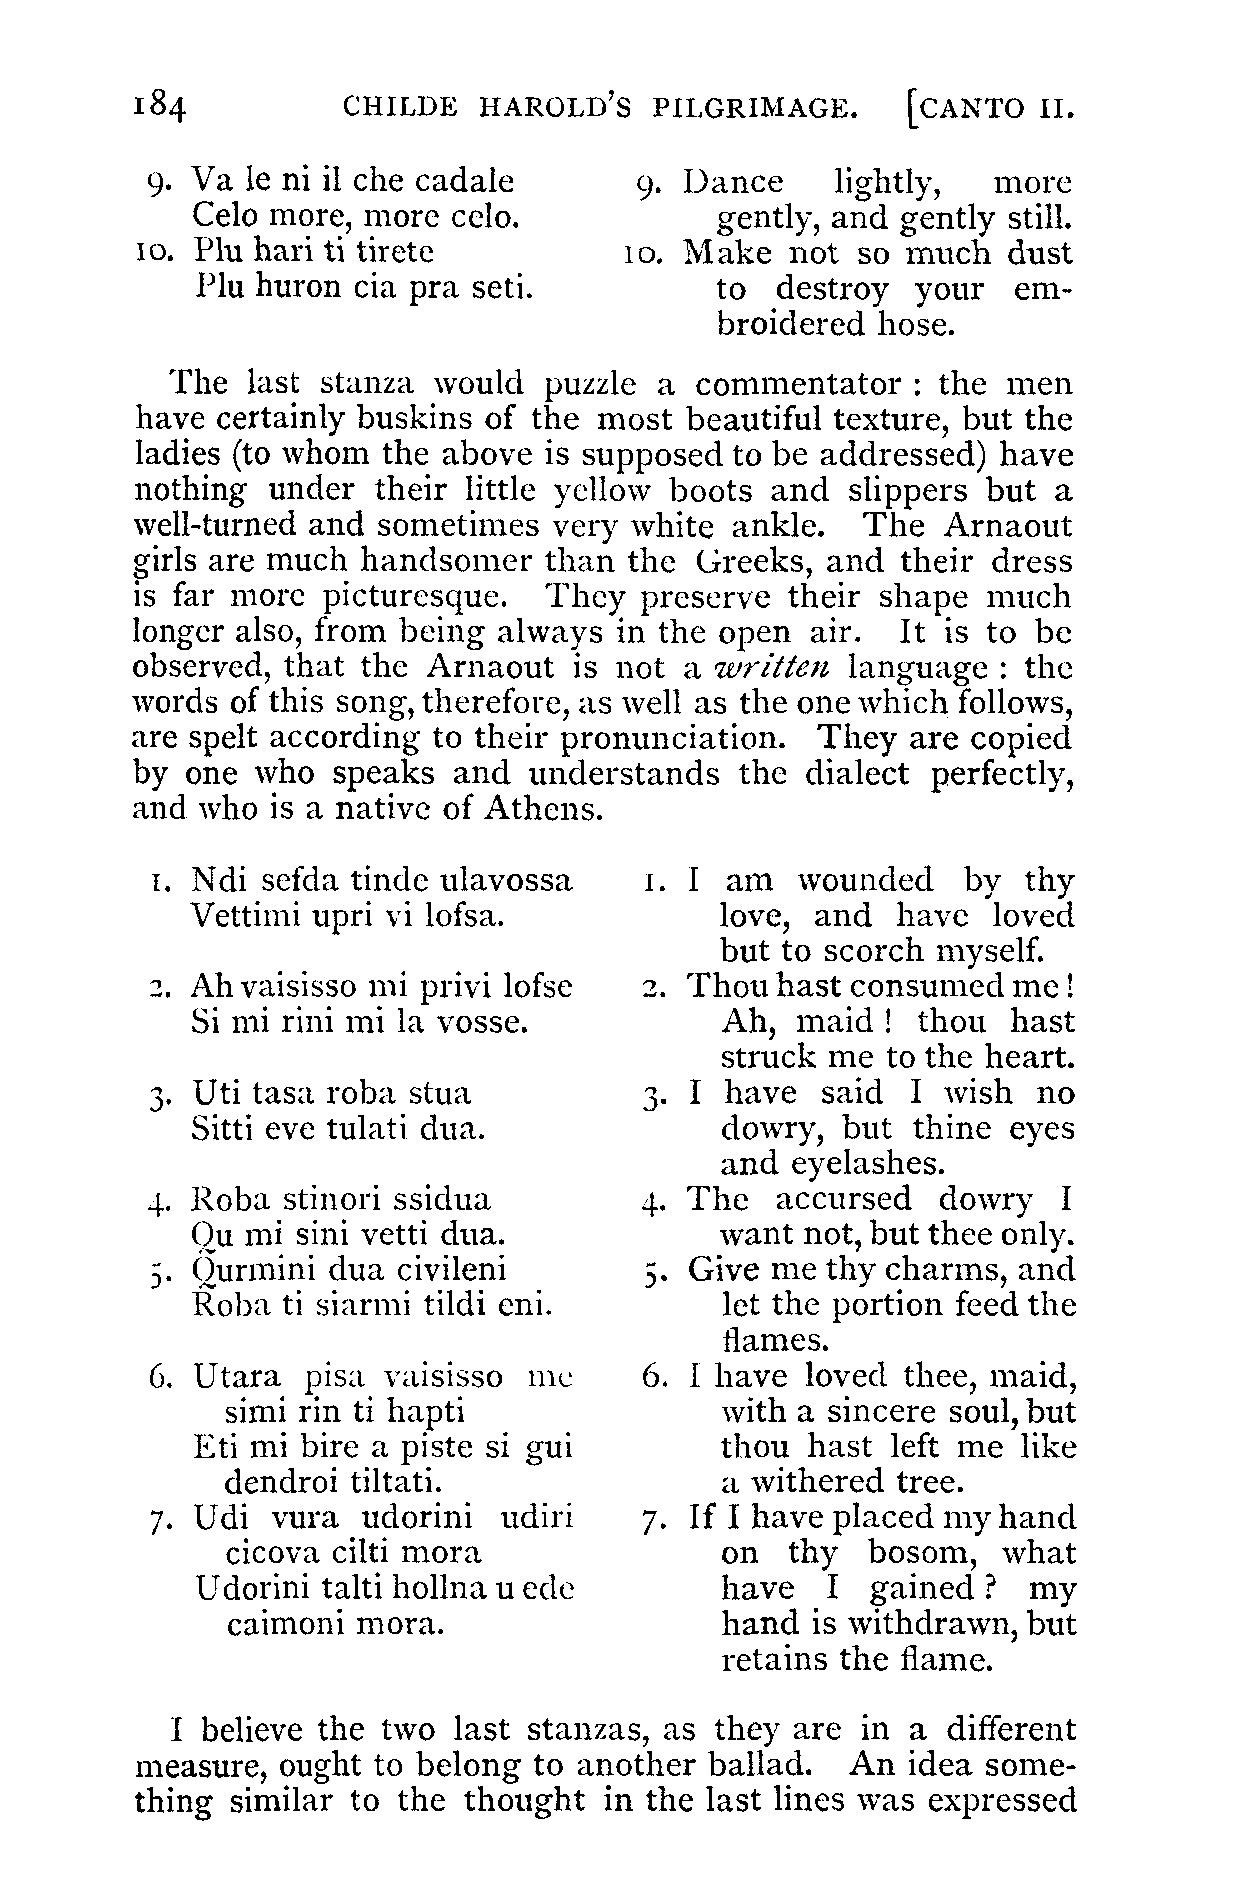 184 CHILDE HAROLD'S PILGRIMAGE. [CANTO II.
9. Va le ni il che cadale
Celo more, more celo.
10. Plu hari ti tirete
Plu huron cia pra seti.
9. Dance lightly, more
gently, and gently still.
10. Make not so much dust
to destroy your em-
broidered hose.
The last stanza would puzzle a commentator : the men
have certainly buskins of the most beautiful texture, but the
ladies (to whom the above is supposed to be addressed) have
nothing under their little yellow boots and slippers but a
well-turned and sometimes very white ankle. The Arnaout
girls are much handsomer than the Greeks, and their dress
is far more picturesque. They preserve their shape much
longer also, from being always in the open air. It is to be
observed, that the Arnaout is not a written language : the
words of this song, therefore, as well as the one which follows,
are spelt according to their pronunciation. They are copied
by one who speaks and understands the dialect perfectly,
and who is a native of Athens.
1. Ndi sefda tinde ulavossa
Vettimi upri vi lofsa.
2. Ah vaisisso mi privi lofse
Si mi rini mi la vosse.
3. Uti tasa roba stua
Sitti eve tulati dua.
4. Roba stinori ssidua
Qu mi sini vetti dua.
5. Qurmini dua civileni
Roba ti siarmi tildi eni.
6. Utara pisa vaisisso me
simi rin ti hapti
Eti mi bire a piste si gui
dendroi tiltati.
7. Udi vura udorini udiri
cicova cilti mora
Udorini talti hollna u ede
caimoni mora.
1. I am wounded by thy
love, and have loved
but to scorch myself.
2. Thou hast consumed me !
Ah, maid ! thou hast
struck me to the heart.
3. I have said I wish no
dowry, but thine eyes
and eyelashes.
4. The accursed dowry I
want not, but thee only.
5. Give me thy charms, and
let the portion feed the
flames.
6. I have loved thee, maid,
with a sincere soul, but
thou hast left me like
a withered tree.
7. If I have placed my hand
on thy bosom, what
have I gained ? my
hand is withdrawn, but
retains the flame.
I believe the two last stanzas, as they are in a different
measure, ought to belong to another ballad. An idea some-
thing similar to the thought in the last lines was expressed